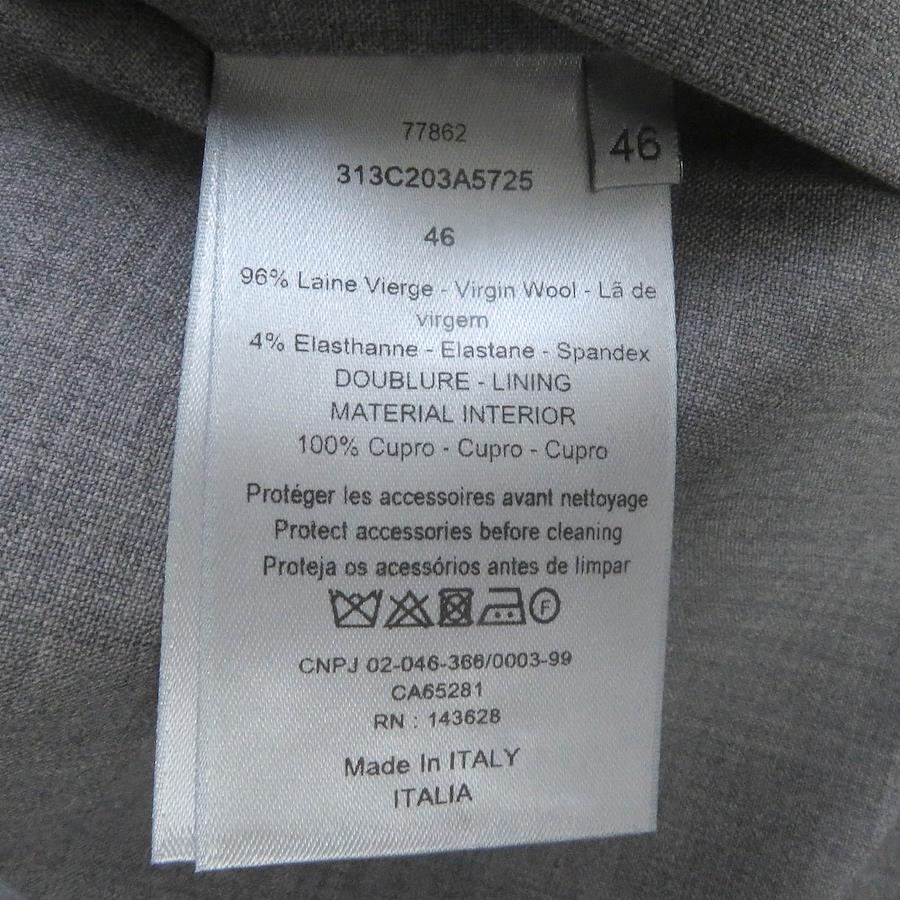 77862
313C203A5725
46
46
96% Laine Vierge - Virgin Wool - Lã de
virgem
4% Elasthanne - Elastane - Spandex
DOUBLURE - LINING
MATERIAL INTERIOR
100% Cupro - Cupro - Cupro
Protéger les accessoires avant nettoyage
Protect accessories before cleaning
Proteja os acessórios antes de limpar
F
CNPJ 02-046-366/0003-99
CA65281
RN : 143628
Made In ITALY
ITALIA